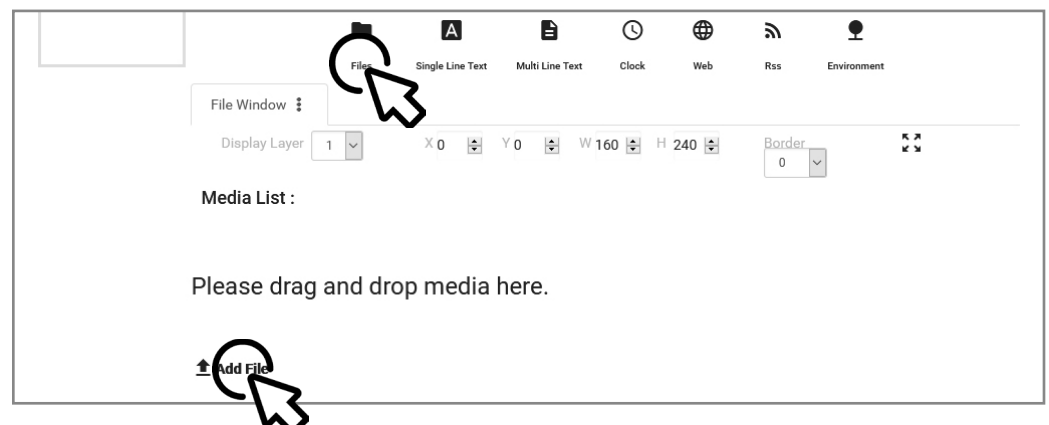 Files Single Line Text Multi Line Text Clock Web Rss Environment
File Window
Display Layer 1 X 0 Y 0 W 160 H 240 Border
0
Media List :
Please drag and drop media here.
Add File